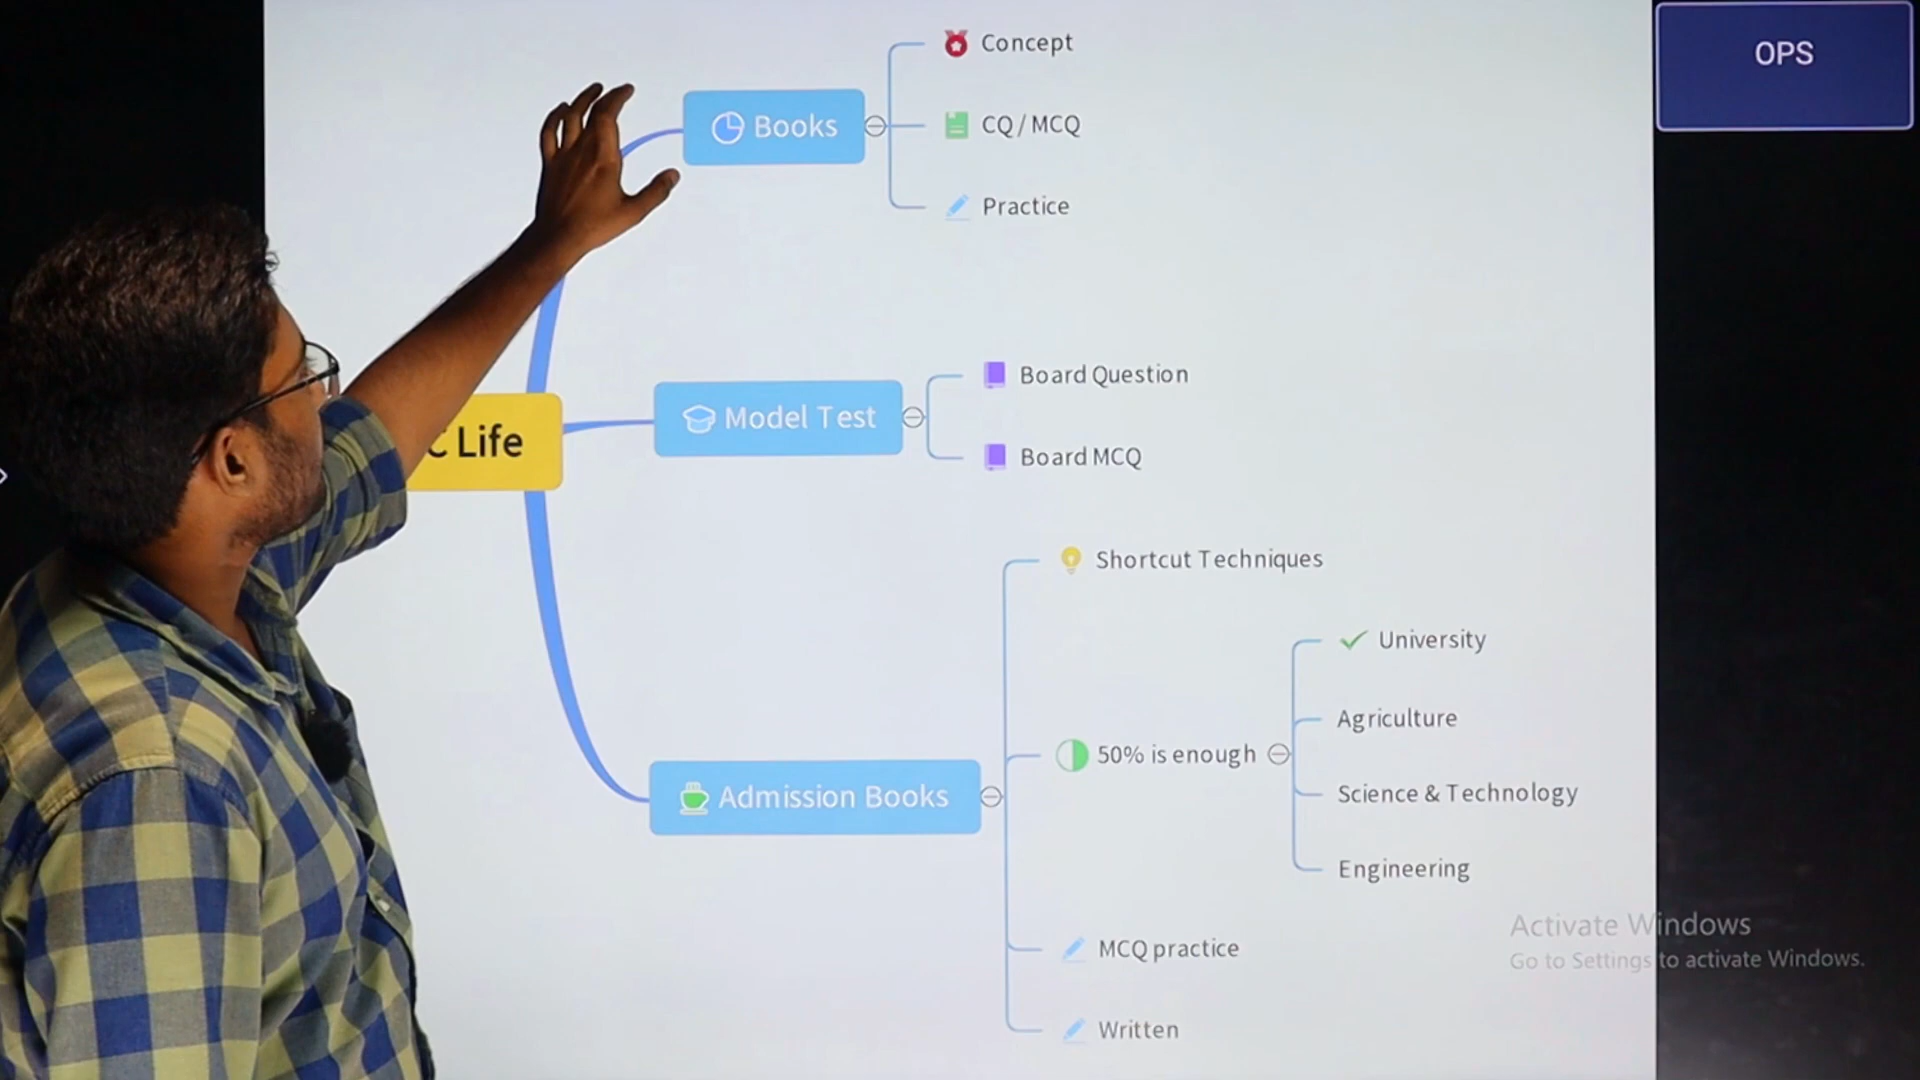 OPS
Books
Concept
CQ / MCQ
Practice
C Life
Model Test
Board Question
Board MCQ
Admission Books
Shortcut Techniques
50% is enough
University
Agriculture
Science & Technology
Engineering
MCQ practice
Written
Activate Windows
Go to Settings to activate Windows.